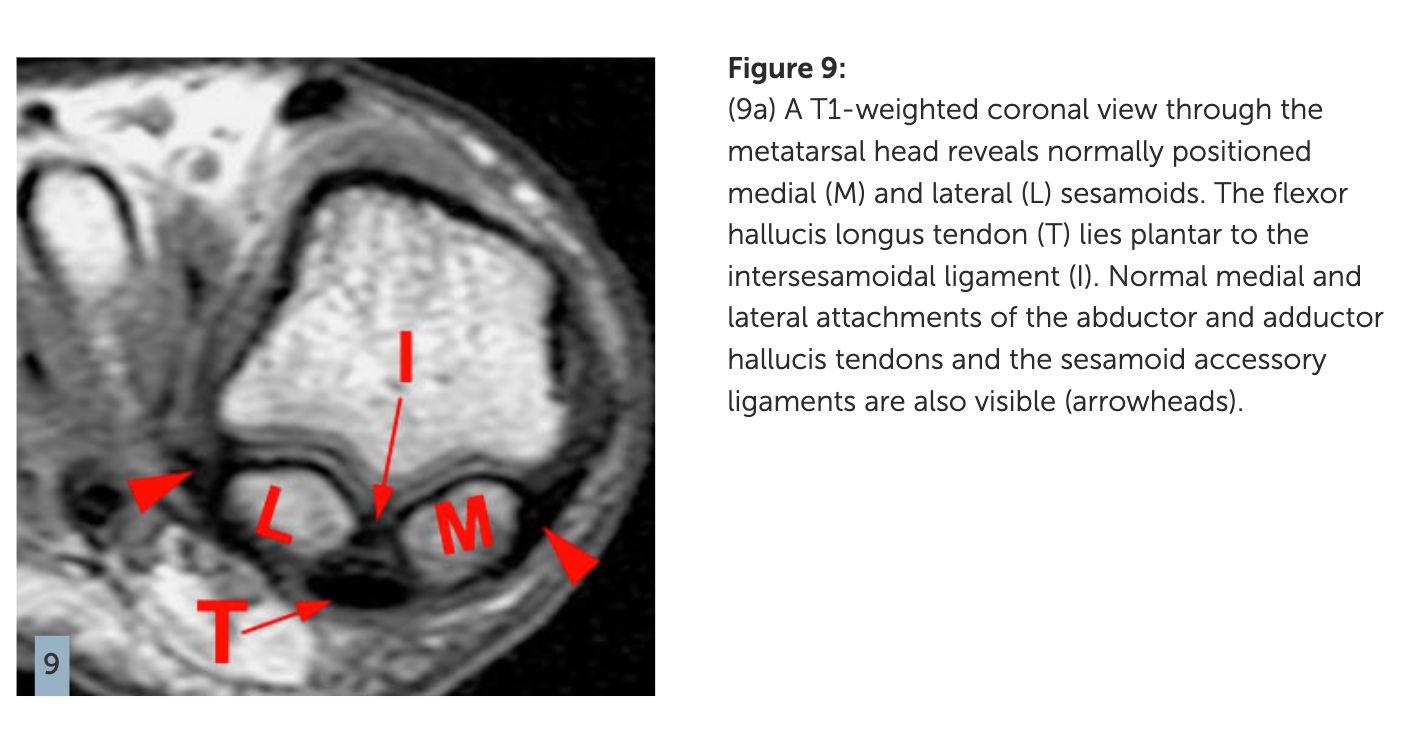 I
L
M
T
9
Figure 9:
(9a) A T1-weighted coronal view through the
metatarsal head reveals normally positioned
medial (M) and lateral (L) sesamoids. The flexor
hallucis longus tendon (T) lies plantar to the
intersesamoidal ligament (I). Normal medial and
lateral attachments of the abductor and adductor
hallucis tendons and the sesamoid accessory
ligaments are also visible (arrowheads).